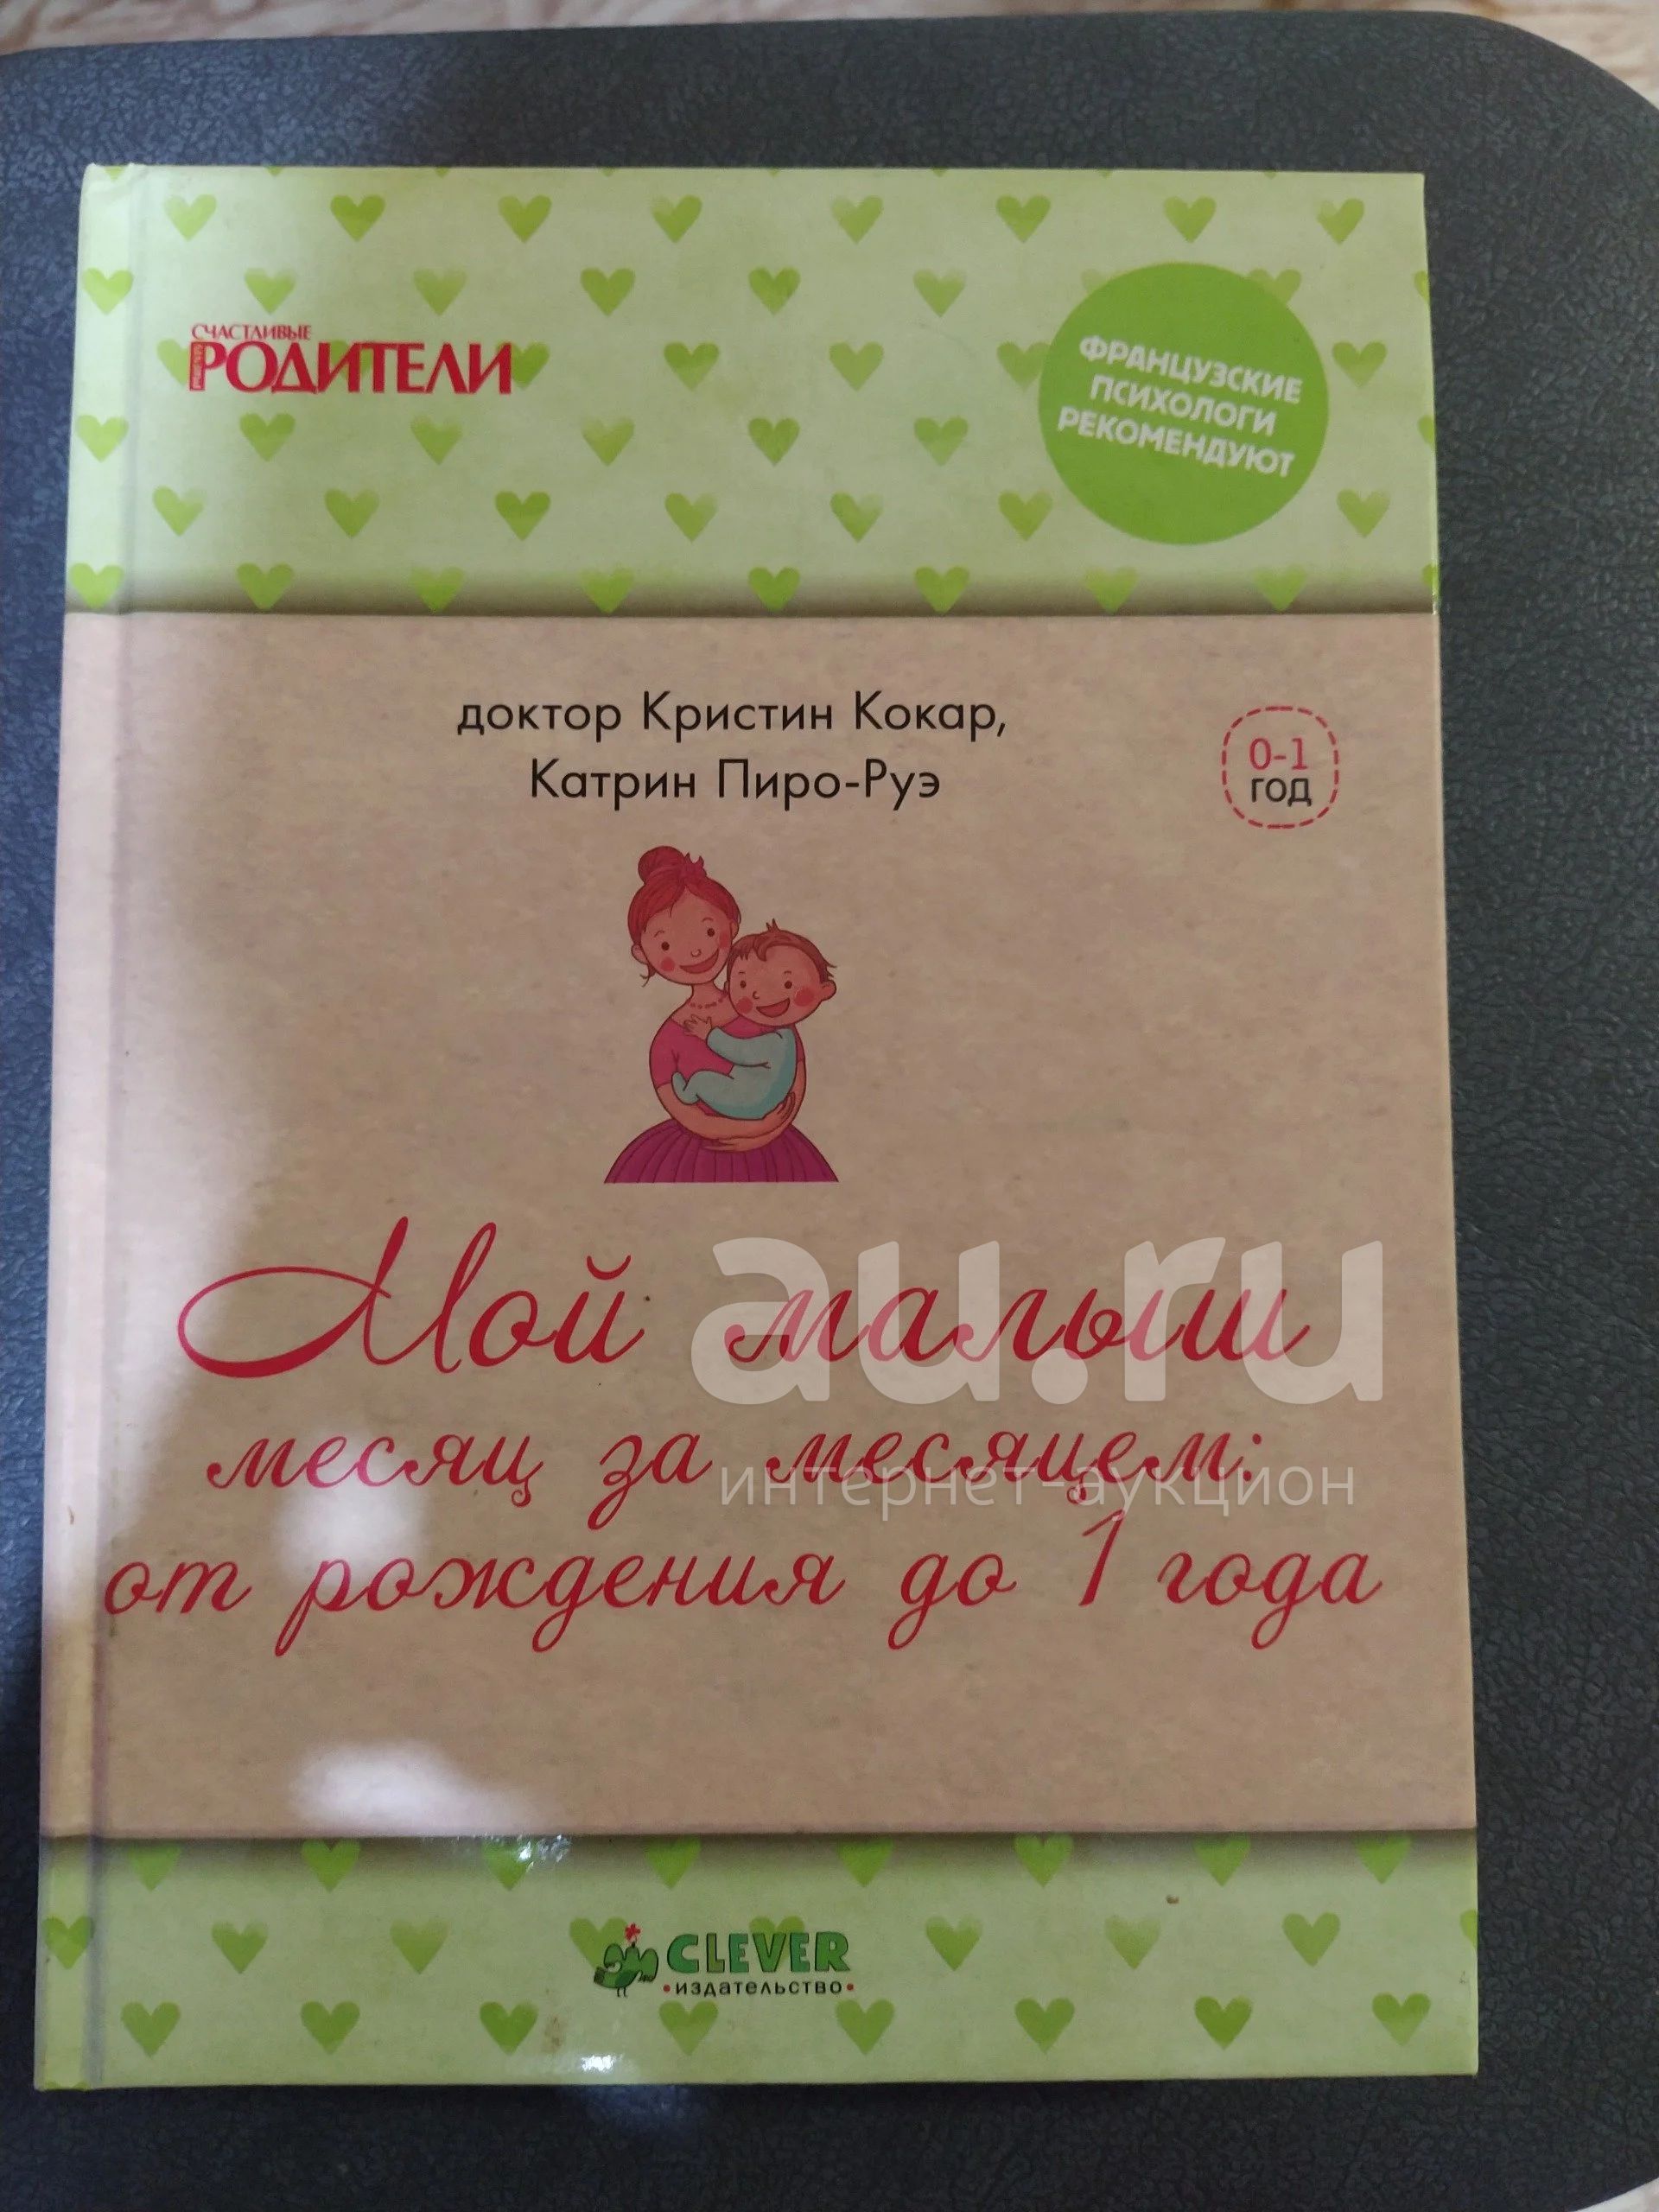 СЧАСТЛИВЫЕ
РОДИТЕЛИ
ФРАНЦУЗСКИЕ
ПСИХОЛОГИ
РЕКОМЕНДУЮТ
доктор Кристин Кокар,
Катрин Пиро-Руэ
0-1
ГОД
Мой малыш
месяц за месяцем:
от рождения до 1 года
au.ru
интернет-аукцион
CLEVER
•ИЗДАТЕЛЬСТВО•